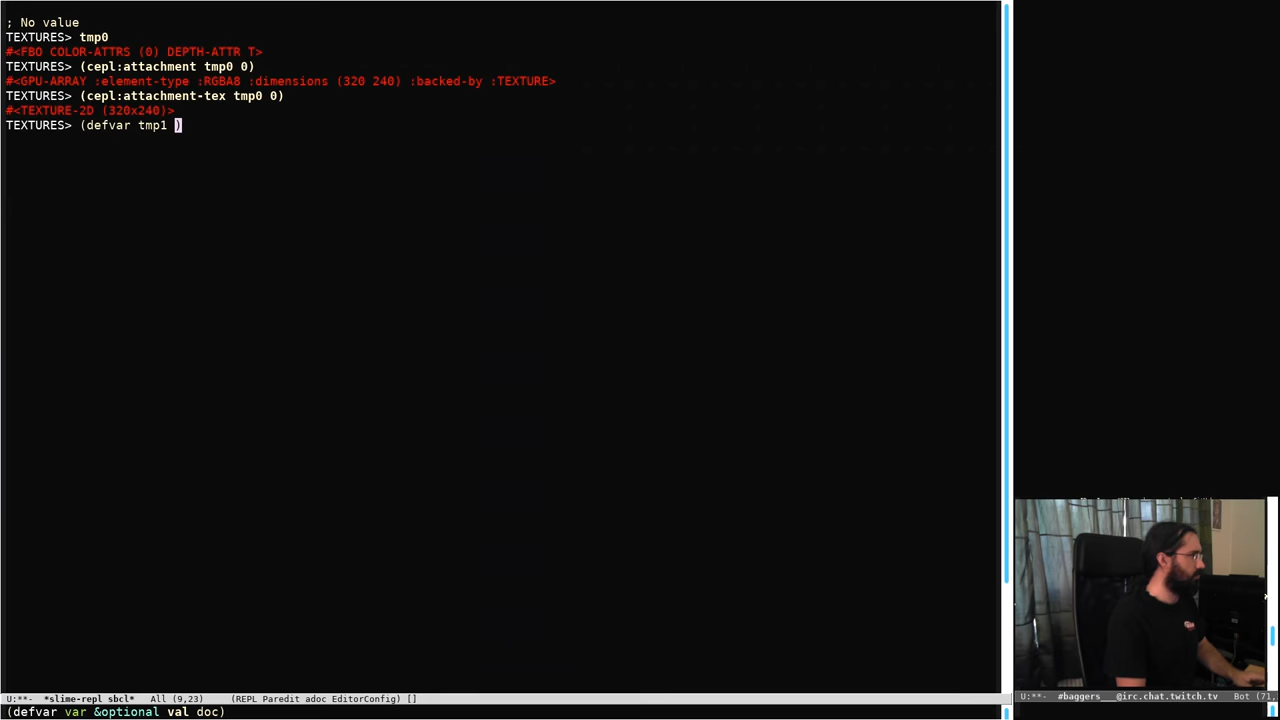 ; No value
TEXTURES> tmp0
#<FBO COLOR-ATTRS (0) DEPTH-ATTR T>
TEXTURES> (cepl:attachment tmp0 0)
#<GPU-ARRAY :element-type :RGBA8 :dimensions (320 240) :backed-by :TEXTURE>
TEXTURES> (cepl:attachment-tex tmp0 0)
#<TEXTURE-2D (320x240)>
TEXTURES> (defvar tmp1 )
U:**-  *slime-repl sbcl*   All (9,23)     (REPL Paredit adoc EditorConfig) []
(defvar var &optional val doc)
U:**-  #baggers___@irc.chat.twitch.tv   Bot (71,